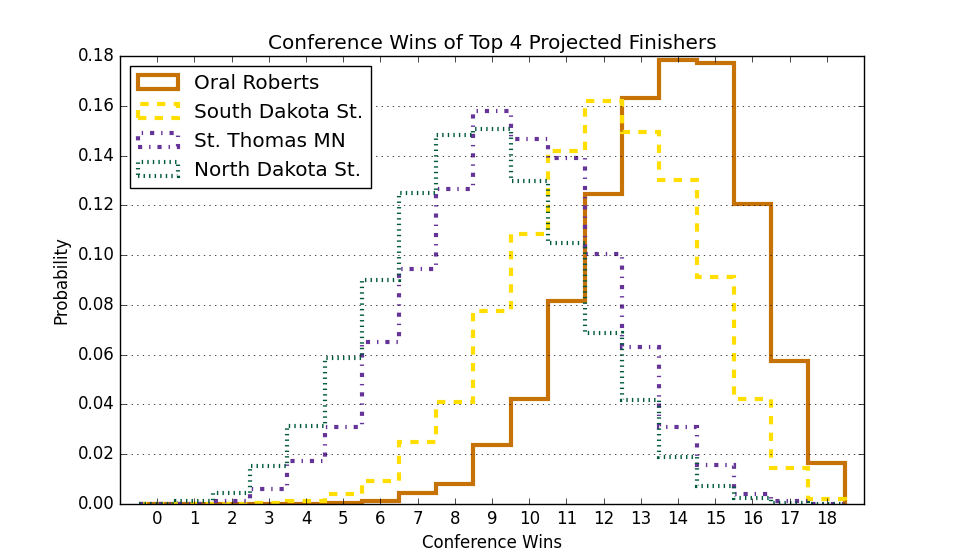 Conference Wins of Top 4 Projected Finishers
Oral Roberts
South Dakota St.
St. Thomas MN
North Dakota St.
Probability
0.18
0.16
0.14
0.12
0.10
0.08
0.06
0.04
0.02
0.00
0 1 2 3 4 5 6 7 8 9 10 11 12 13 14 15 16 17 18
Conference Wins